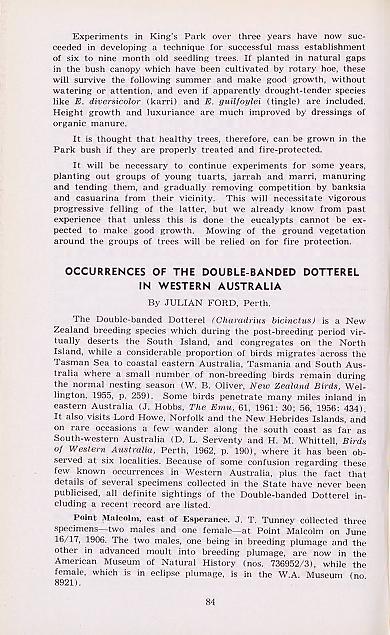 Experiments in King's Park over three years have now suc-
ceeded in developing a technique for successful mass establishment
of six to nine month old seedling trees. If planted in natural gaps
in the bush canopy which have been cultivated by rotary hoe, these
will survive the following summer and make good growth, without
watering or attention, and even if apparently drought-tender species
like E. diversicolor (karri) and E. guilfoylei (tingle) are included.
Height growth and luxuriance are much improved by dressings of
organic manure.
It is thought that healthy trees, therefore, can be grown in the
Park bush if they are properly treated and fire-protected.
It will be necessary to continue experiments for some years,
planting out groups of young tuarts, jarrah and marri, manuring
and tending them, and gradually removing competition by banksia
and casuarina from their vicinity. This will necessitate vigorous
progressive felling of the latter, but we already know from past
experience that unless this is done the eucalypts cannot be ex-
pected to make good growth. Mowing of the ground vegetation
around the groups of trees will be relied on for fire protection.
OCCURRENCES OF THE DOUBLE-BANDED DOTTEREL
IN WESTERN AUSTRALIA
By JULIAN FORD, Perth.
The Double-banded Dotterel (Charadrius bicinctus) is a New
Zealand breeding species which during the post-breeding period vir-
tually deserts the South Island, and congregates on the North
Island, while a considerable proportion of birds migrates across the
Tasman Sea to coastal eastern Australia, Tasmania and South Aus-
tralia where a small number of non-breeding birds remain during
the normal nesting season (W. B. Oliver, New Zealand Birds, Wel-
lington, 1955, p. 259). Some birds penetrate many miles inland in
eastern Australia (J. Hobbs, The Emu, 61, 1961: 30; 56, 1956: 434).
It also visits Lord Howe, Norfolk and the New Hebrides Islands, and
on rare occasions a few wander along the south coast as far as
South-western Australia (D. L. Serventy and H. M. Whittell, Birds
of Western Australia, Perth, 1962, p. 190), where it has been ob-
served at six localities. Because of some confusion regarding these
few known occurrences in Western Australia, plus the fact that
details of several specimens collected in the State have never been
publicised, all definite sightings of the Double-banded Dotterel in-
cluding a recent record are listed.
Point Malcolm, east of Esperance. J. T. Tunney collected three
specimens—two males and one female—at Point Malcolm on June
16/17, 1906. The two males, one being in breeding plumage and the
other in advanced moult into breeding plumage, are now in the
American Museum of Natural History (nos. 736952/3), while the
female, which is in eclipse plumage, is in the W.A. Museum (no.
8921).
84